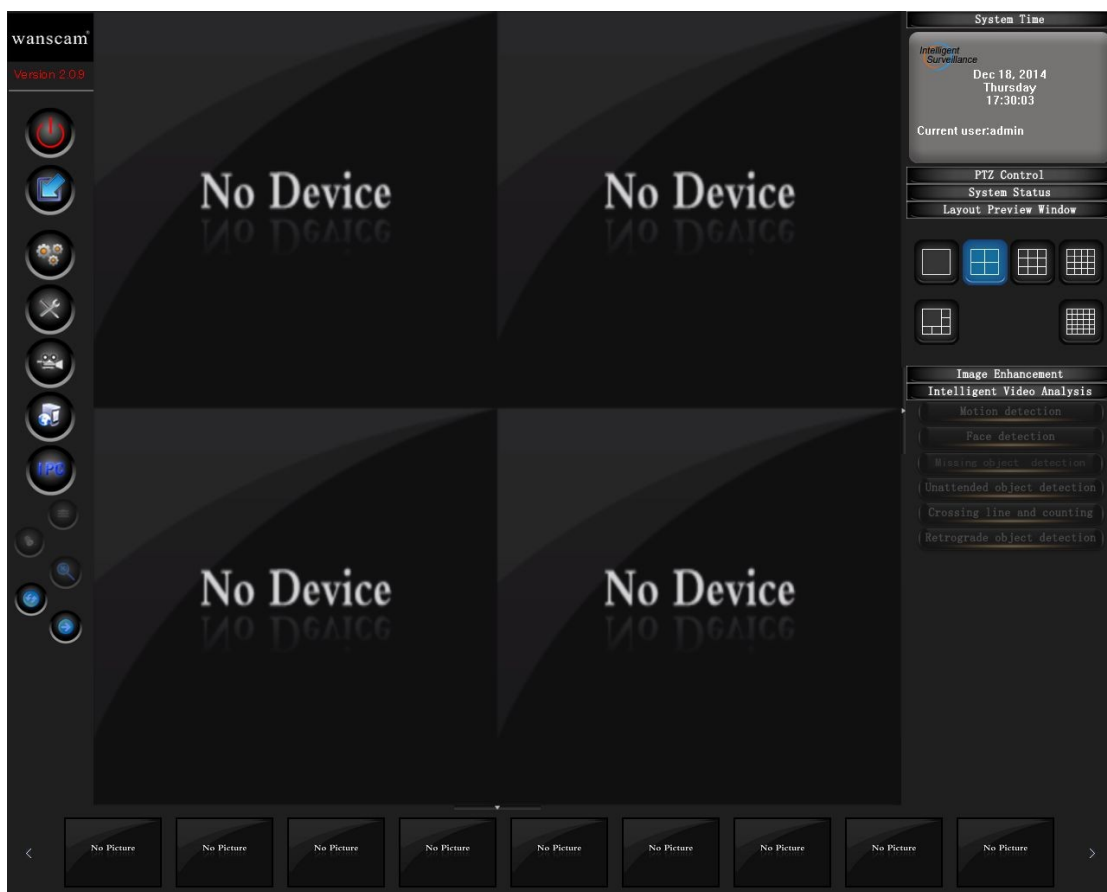 wanscam®
Version 2.0.9
IPC
No Device
No Device
No Device
No Device
System Time
Intelligent
Surveillance
Dec 18, 2014
Thursday
17:30:03
Current user:admin
PTZ Control
System Status
Layout Preview Window
Image Enhancement
Intelligent Video Analysis
Motion detection
Face detection
Missing object detection
Unattended object detection
Crossing line and counting
Retrograde object detection
No Picture
No Picture
No Picture
No Picture
No Picture
No Picture
No Picture
No Picture
No Picture